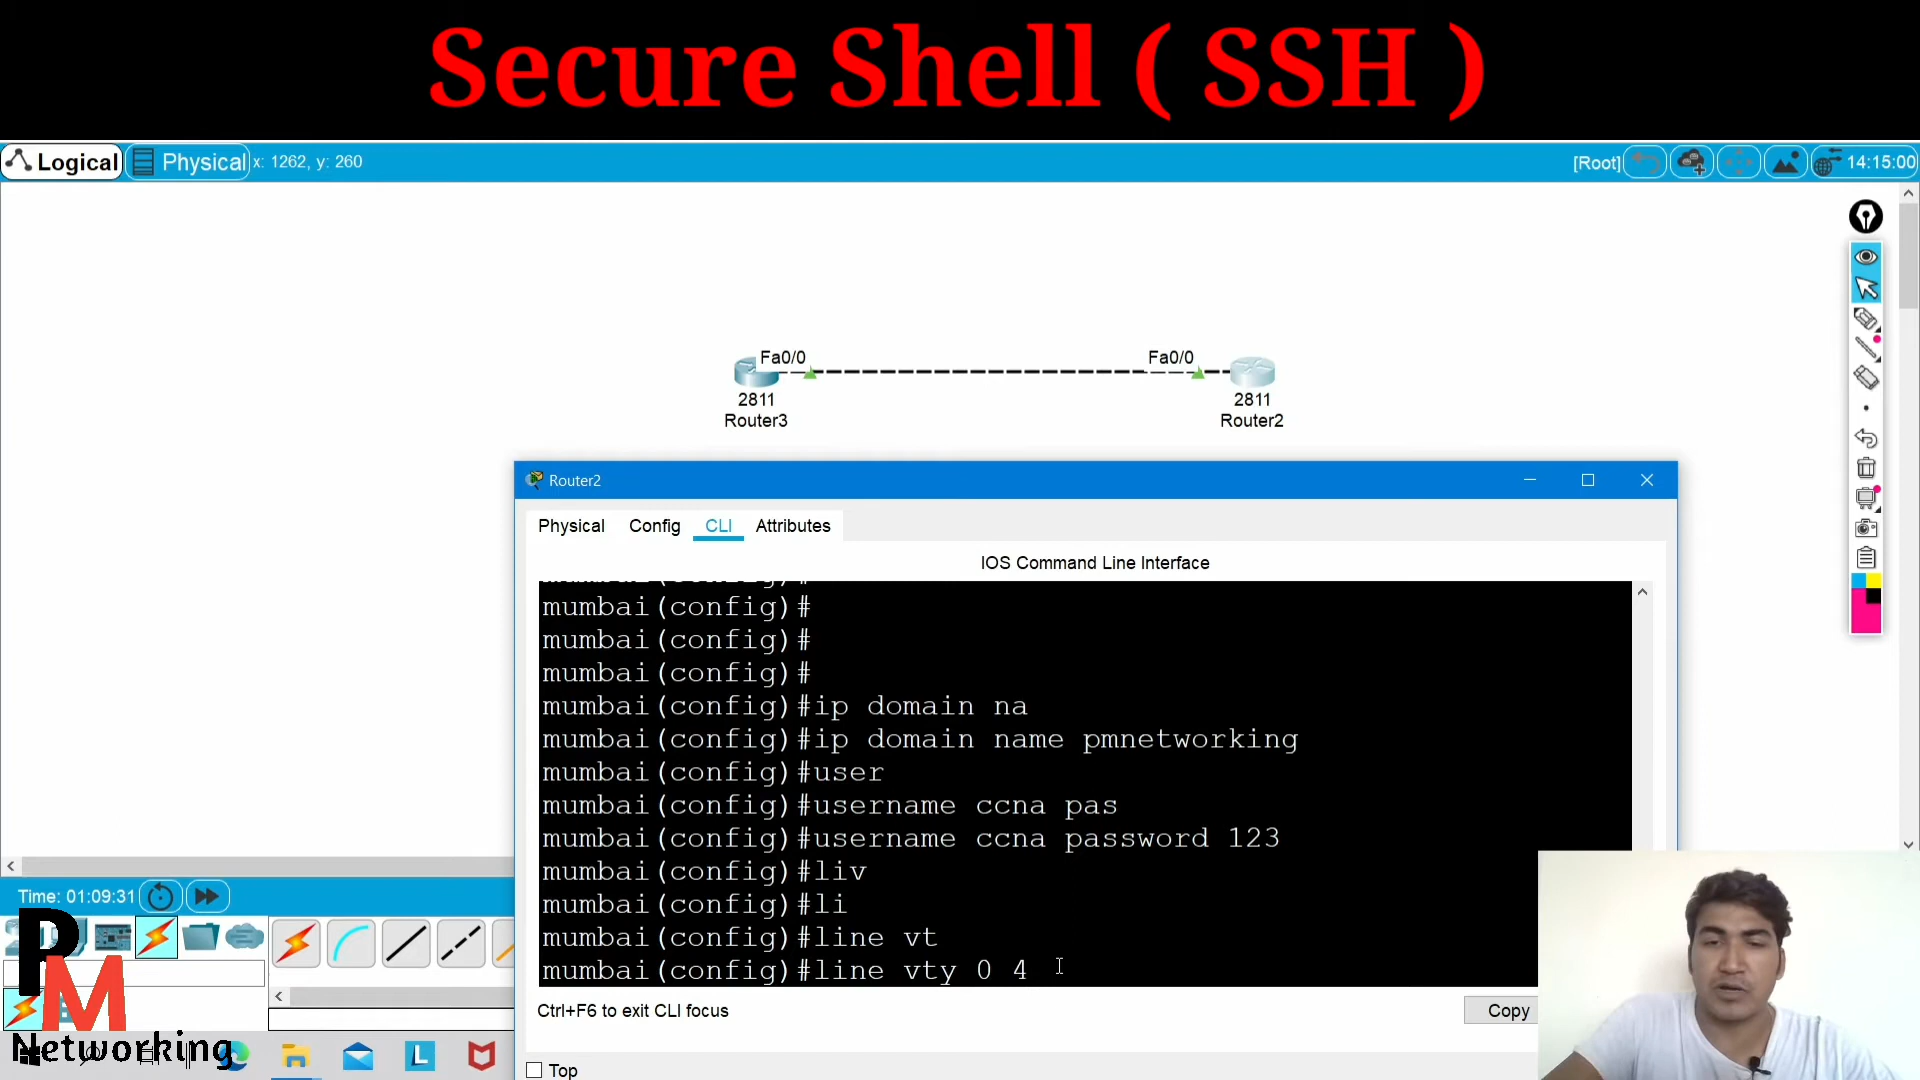 Secure Shell ( SSH )
Logical Physical x: 1262, y: 260 [Root] 14:15:00
Fa0/0 Fa0/0
2811 2811
Router3 Router2
Router2
Physical Config CLI Attributes
IOS Command Line Interface
mumbai(config)#
mumbai(config)#
mumbai(config)#
mumbai(config)#ip domain na
mumbai(config)#ip domain name pmnetworking
mumbai(config)#user
mumbai(config)#username ccna pas
mumbai(config)#username ccna password 123
mumbai(config)#liv
mumbai(config)#li
mumbai(config)#line vt
mumbai(config)#line vty 0 4
Time: 01:09:31
Ctrl+F6 to exit CLI focus Copy
PM
Networking
L
Top